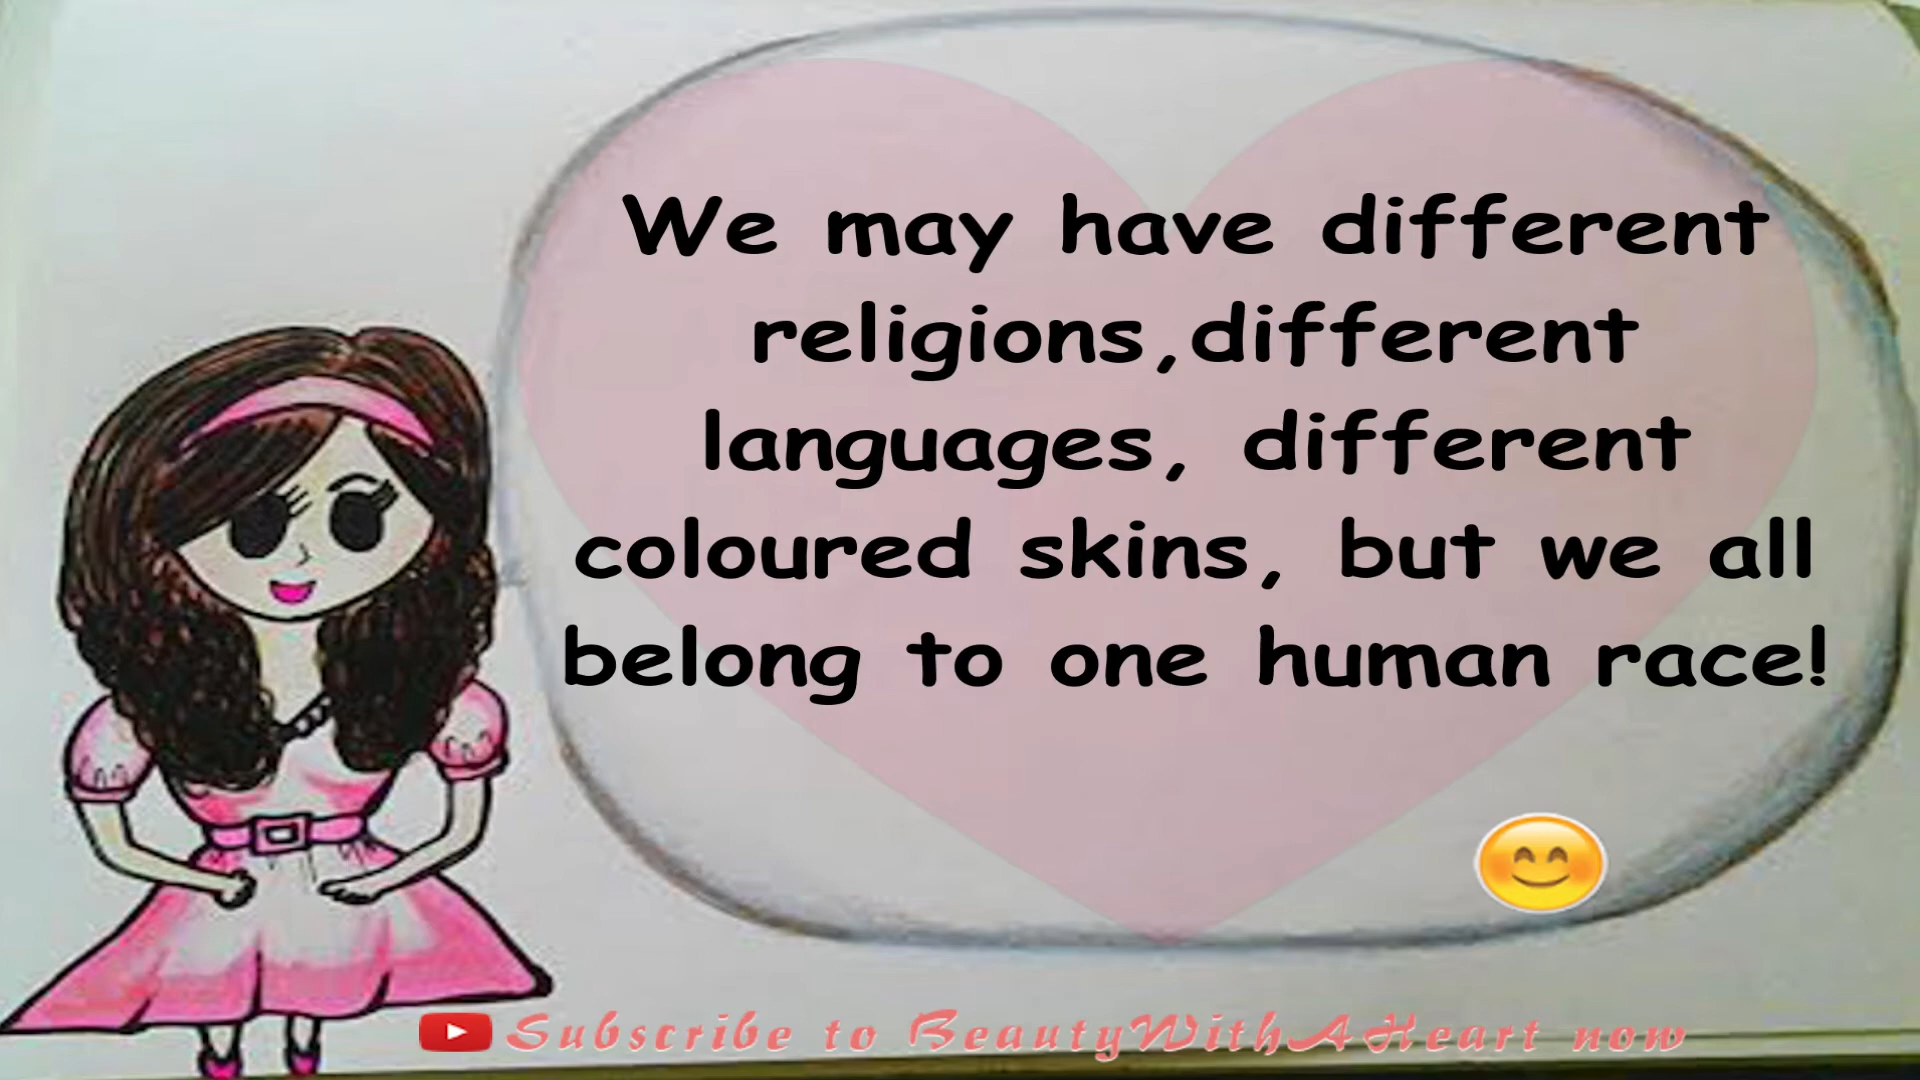 We may have different
religions,different
languages, different
coloured skins, but we all
belong to one human race!
Subscribe to BeautyWithAHeart now